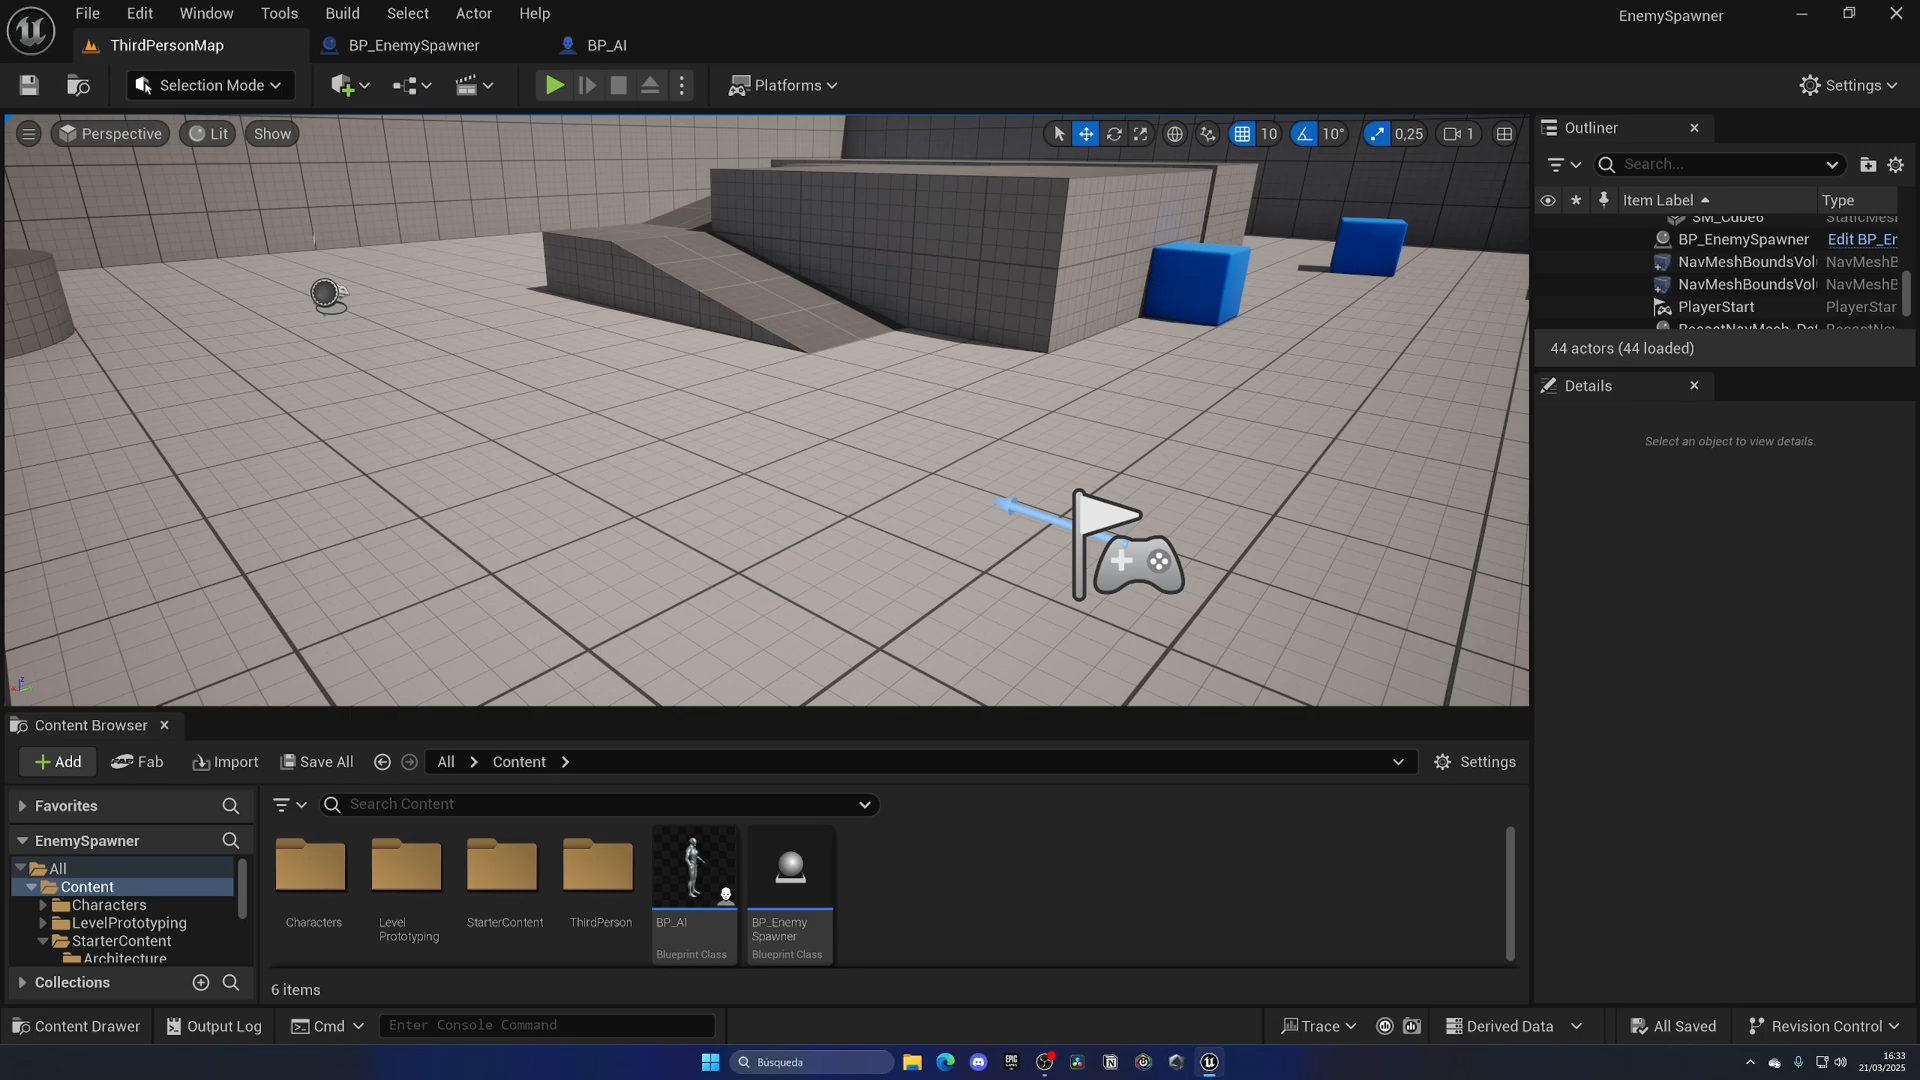 File Edit Window Tools Build Select Actor Help
EnemySpawner
ThirdPersonMap BP_EnemySpawner BP_AI
Selection Mode Platforms Settings
Perspective Lit Show 10 10° 0,25 1
Outliner
Search...
Item Label Type
SM_Cube6 StaticMesh
BP_EnemySpawner Edit BP_Er
NavMeshBoundsVol NavMeshB
NavMeshBoundsVol NavMeshB
PlayerStart PlayerStar
44 actors (44 loaded)
Details
Select an object to view details.
Content Browser
Add Fab Import Save All All Content Settings
Favorites
Search Content
EnemySpawner
All
Content
Characters
LevelPrototyping
StarterContent
Architecture
Collections
Characters
Level
Prototyping
StarterContent
ThirdPerson
BP_AI
Blueprint Class
BP_Enemy
Spawner
Blueprint Class
6 items
Content Drawer Output Log Cmd Enter Console Command Trace Derived Data All Saved Revision Control
Búsqueda
EPIC
16:33
21/03/2025